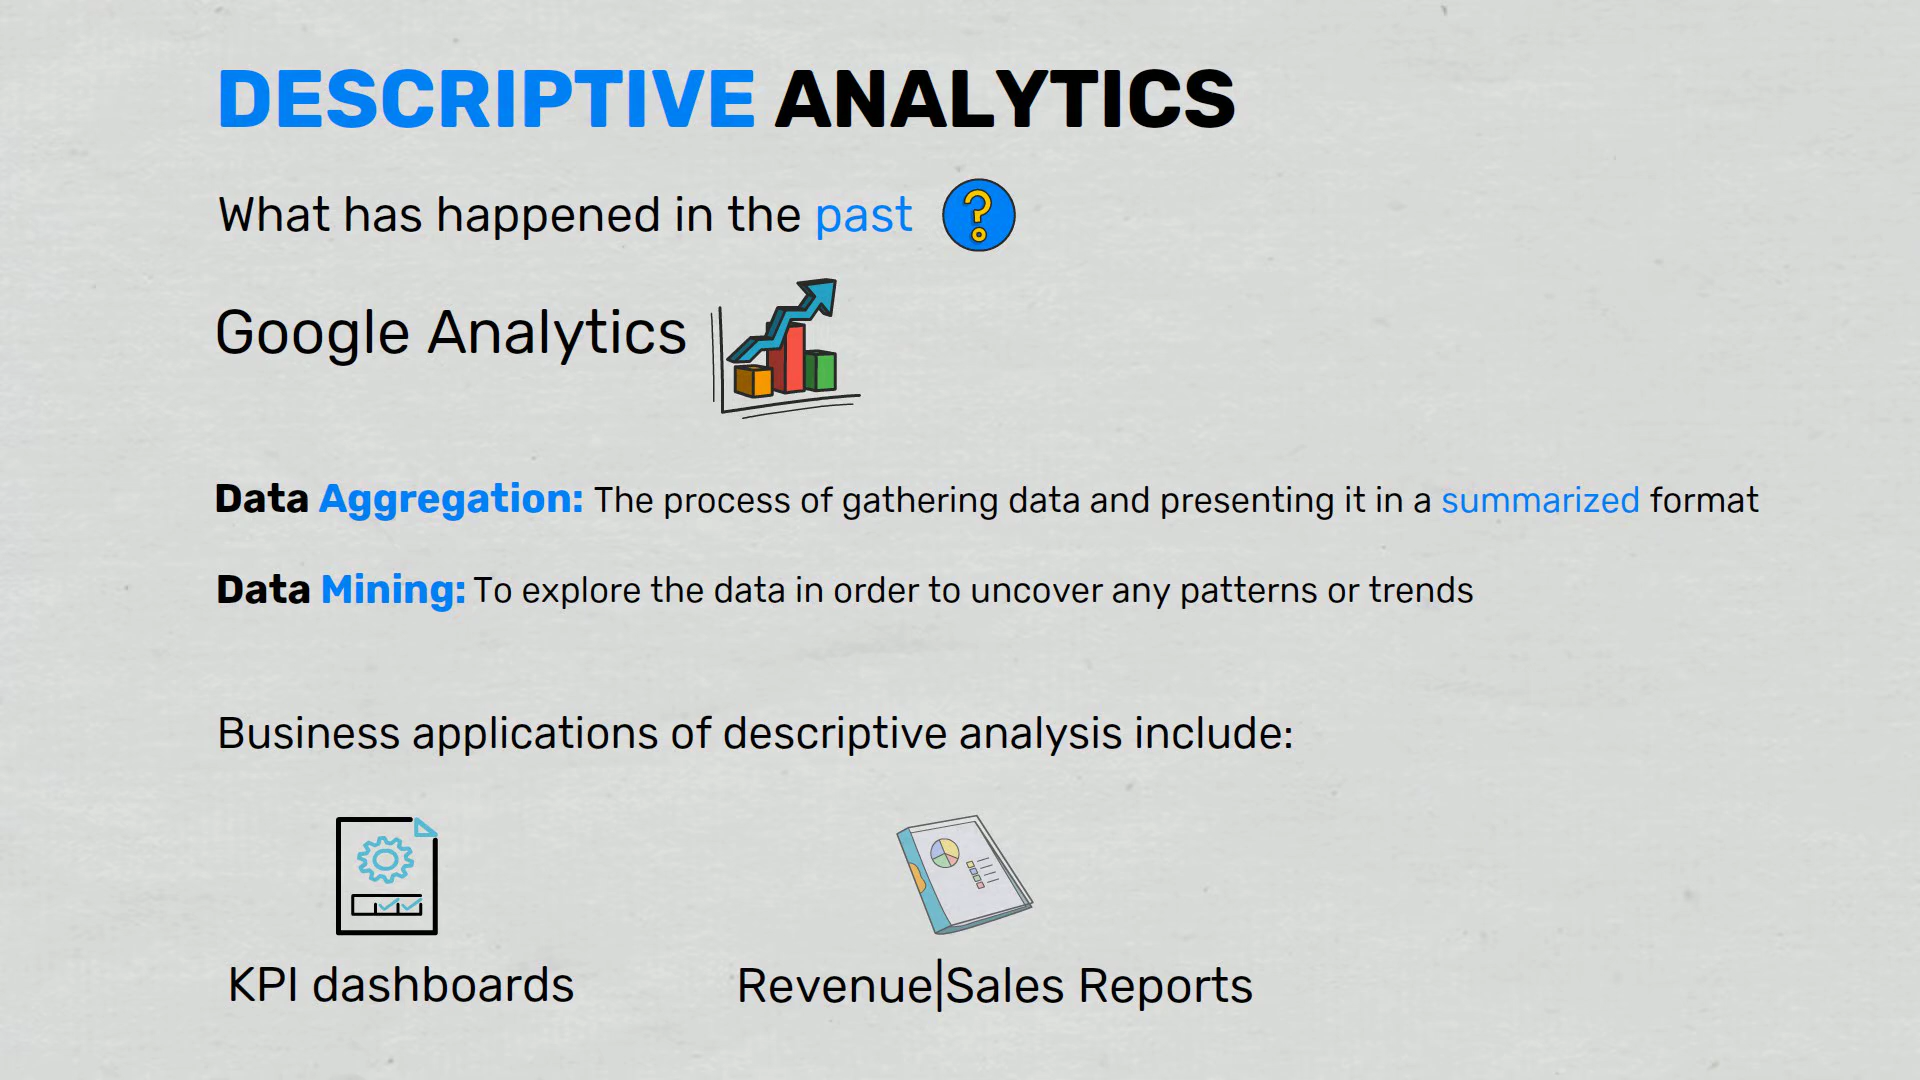 DESCRIPTIVE ANALYTICS
What has happened in the past ?
Google Analytics
Data Aggregation: The process of gathering data and presenting it in a summarized format
Data Mining: To explore the data in order to uncover any patterns or trends
Business applications of descriptive analysis include:
KPI dashboards
Revenue|Sales Reports